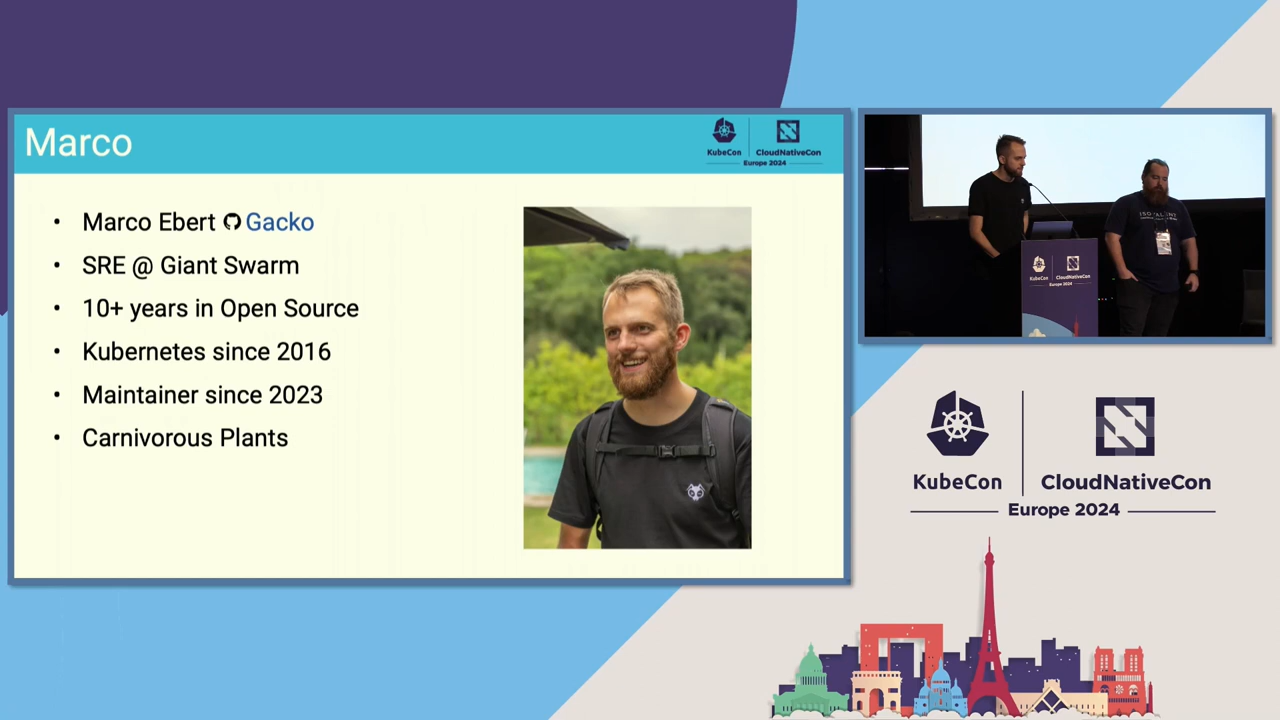 Marco
KubeCon
CloudNativeCon
Europe 2024
• Marco Ebert Gacko
• SRE @ Giant Swarm
• 10+ years in Open Source
• Kubernetes since 2016
• Maintainer since 2023
• Carnivorous Plants
ISOVALENT
KubeCon
CloudNativeCon
Europe 2024
KubeCon
CloudNativeCon
Europe 2024